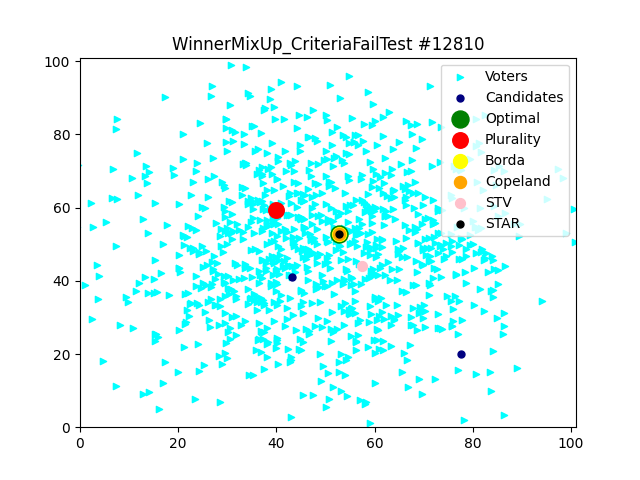 WinnerMixUp_CriteriaFailTest #12810
100
80
60
40
20
0
0
20
40
60
80
100
Voters
Candidates
Optimal
Plurality
Borda
Copeland
STV
STAR